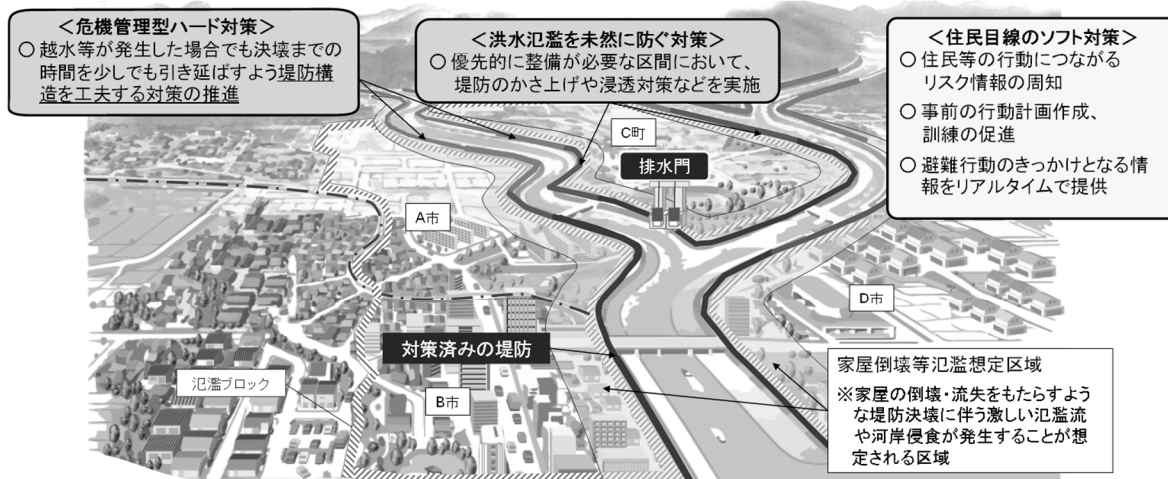 <危機管理型ハード対策>
○ 越水等が発生した場合でも決壊までの
時間を少しでも引き延ばすよう堤防構
造を工夫する対策の推進
<洪水氾濫を未然に防ぐ対策>
○ 優先的に整備が必要な区間において、
堤防のかさ上げや浸透対策などを実施
<住民目線のソフト対策>
○ 住民等の行動につながる
リスク情報の周知
○ 事前の行動計画作成、
訓練の促進
○ 避難行動のきっかけとなる情
報をリアルタイムで提供
C町
排水門
A市
D市
対策済みの堤防
氾濫ブロック
B市
家屋倒壊等氾濫想定区域
※家屋の倒壊・流失をもたらすよう
な堤防決壊に伴う激しい氾濫流
や河岸侵食が発生することが想
定される区域